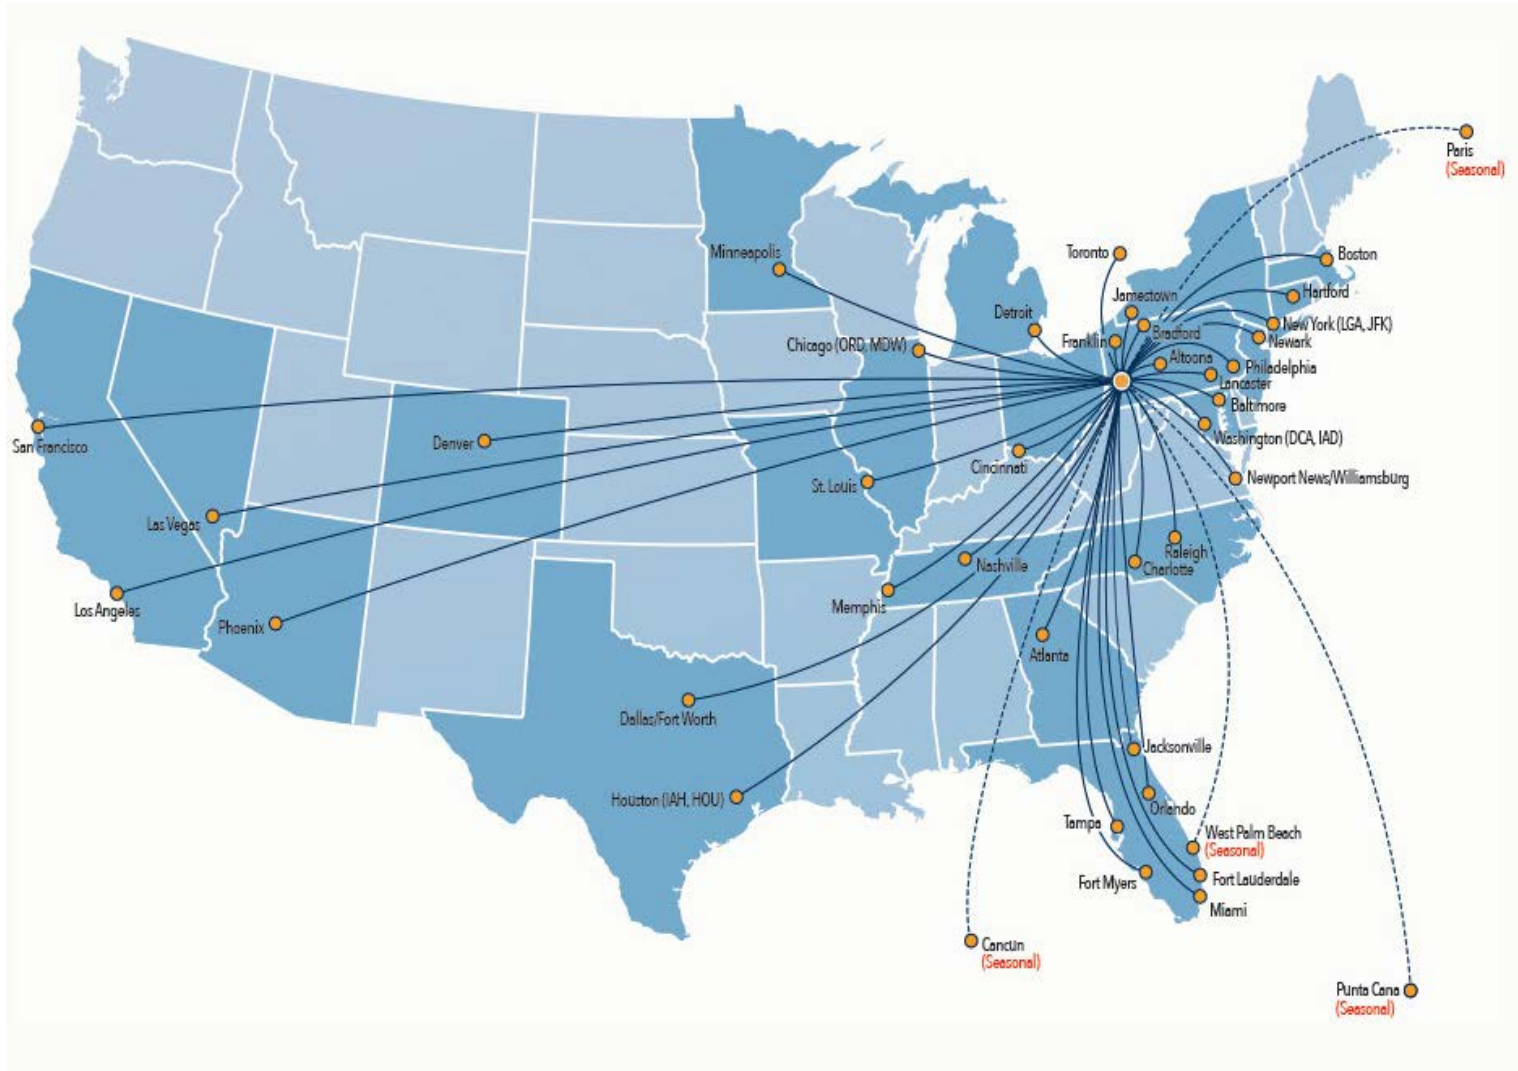 Paris
(Seasonal)
Toronto
Boston
Minneapolis
Jamestown
Hartford
Detroit
Bradford
New York (LGA, JFK)
Franklin
Newark
Chicago (ORD, MDW)
Altoona
Philadelphia
Lancaster
Baltimore
San Francisco
Denver
Washington (DCA, IAD)
Cincinnati
Newport News/Williamsburg
St. Louis
Las Vegas
Raleigh
Nashville
Charlotte
Los Angeles
Memphis
Phoenix
Atlanta
Dallas/Fort Worth
Jacksonville
Houston (IAH, HOU)
Orlando
Tampa
West Palm Beach
(Seasonal)
Fort Myers
Fort Lauderdale
Miami
Cancún
(Seasonal)
Punta Cana
(Seasonal)